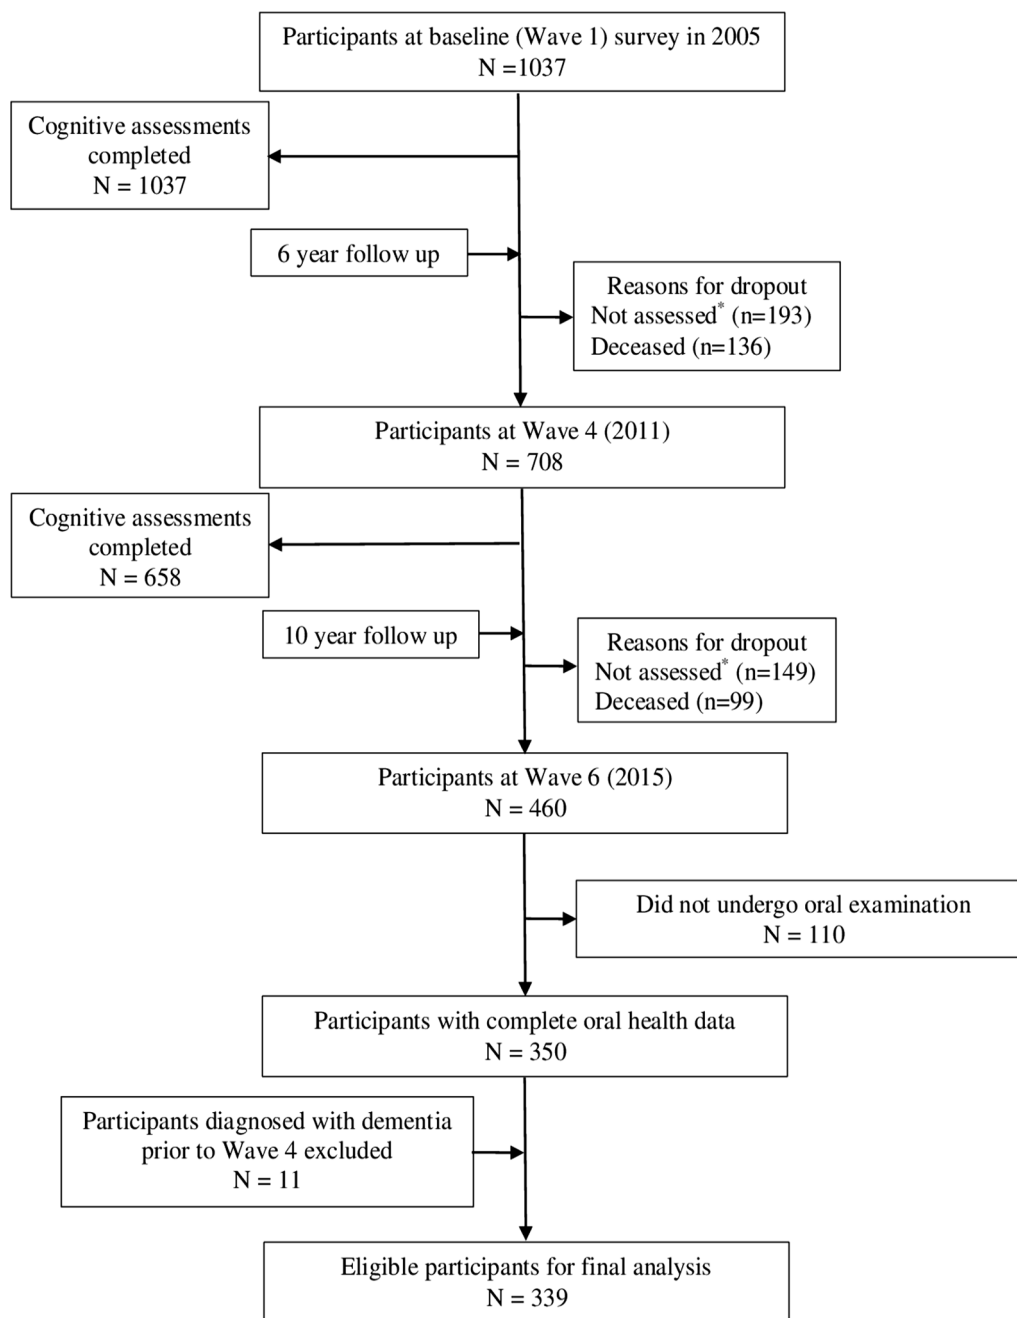 Participants at baseline (Wave 1) survey in 2005
N =1037
Cognitive assessments
completed
N = 1037
6 year follow up
Reasons for dropout
Not assessed* (n=193)
Deceased (n=136)
Participants at Wave 4 (2011)
N = 708
Cognitive assessments
completed
N = 658
10 year follow up
Reasons for dropout
Not assessed* (n=149)
Deceased (n=99)
Participants at Wave 6 (2015)
N = 460
Did not undergo oral examination
N = 110
Participants with complete oral health data
N = 350
Participants diagnosed with dementia
prior to Wave 4 excluded
N = 11
Eligible participants for final analysis
N = 339